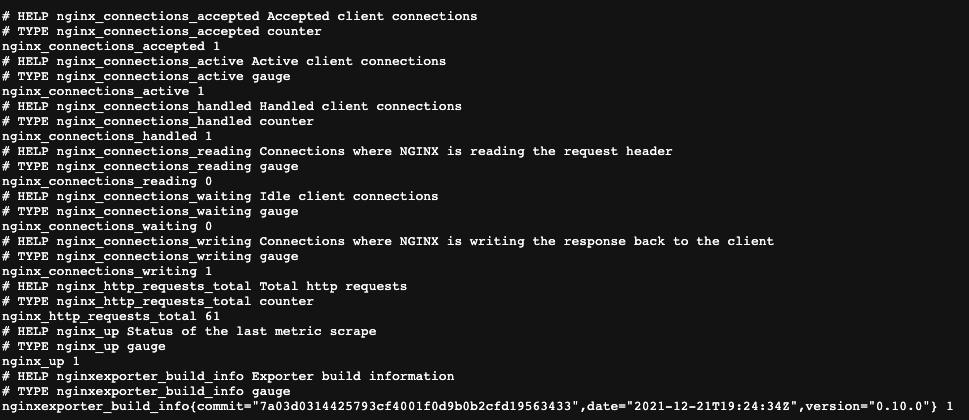 # HELP nginx_connections_accepted Accepted client connections
# TYPE nginx_connections_accepted counter
nginx_connections_accepted 1
# HELP nginx_connections_active Active client connections
# TYPE nginx_connections_active gauge
nginx_connections_active 1
# HELP nginx_connections_handled Handled client connections
# TYPE nginx_connections_handled counter
nginx_connections_handled 1
# HELP nginx_connections_reading Connections where NGINX is reading the request header
# TYPE nginx_connections_reading gauge
nginx_connections_reading 0
# HELP nginx_connections_waiting Idle client connections
# TYPE nginx_connections_waiting gauge
nginx_connections_waiting 0
# HELP nginx_connections_writing Connections where NGINX is writing the response back to the client
# TYPE nginx_connections_writing gauge
nginx_connections_writing 1
# HELP nginx_http_requests_total Total http requests
# TYPE nginx_http_requests_total counter
nginx_http_requests_total 61
# HELP nginx_up Status of the last metric scrape
# TYPE nginx_up gauge
nginx_up 1
# HELP nginxexporter_build_info Exporter build information
# TYPE nginxexporter_build_info gauge
nginxexporter_build_info{commit="7a03d0314425793cf4001f0d9b0b2cfd19563433",date="2021-12-21T19:24:34Z",version="0.10.0"} 1